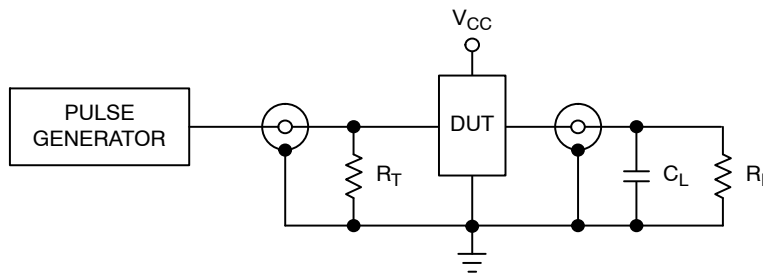 V_CC
PULSE
GENERATOR
DUT
R_T
C_L
R